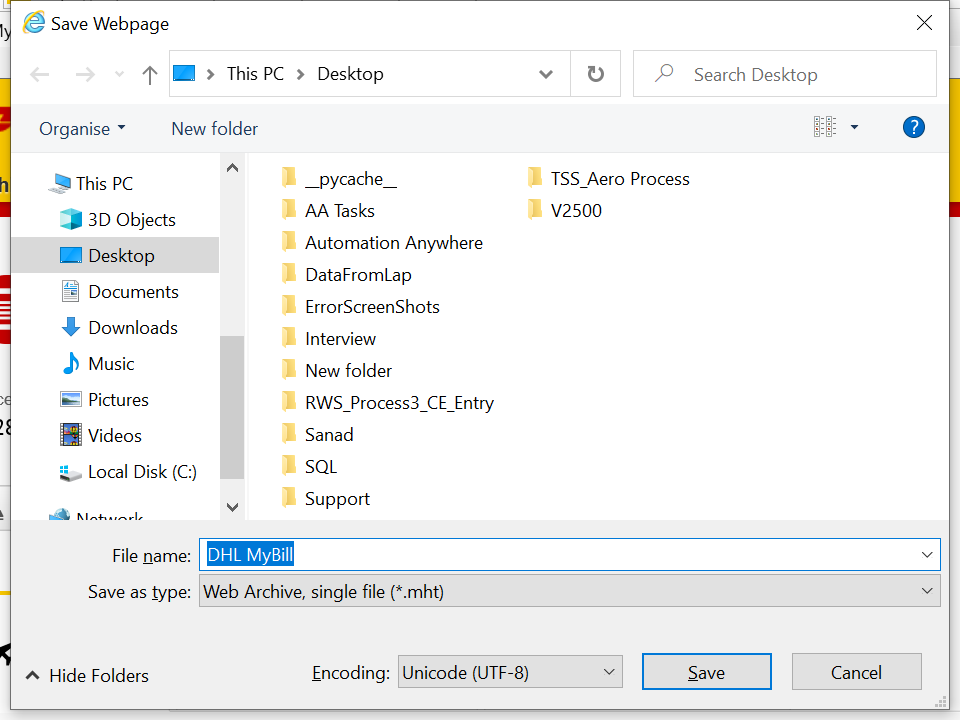 Save Webpage
This PC > Desktop
Search Desktop
Organise
New folder
?
This PC
3D Objects
Desktop
Documents
Downloads
Music
Pictures
Videos
Local Disk (C:)
Network
__pycache__
AA Tasks
Automation Anywhere
DataFromLap
ErrorScreenShots
Interview
New folder
RWS_Process3_CE_Entry
Sanad
SQL
Support
TSS_Aero Process
V2500
File name: DHL MyBill
Save as type: Web Archive, single file (*.mht)
Hide Folders
Encoding: Unicode (UTF-8)
Save
Cancel